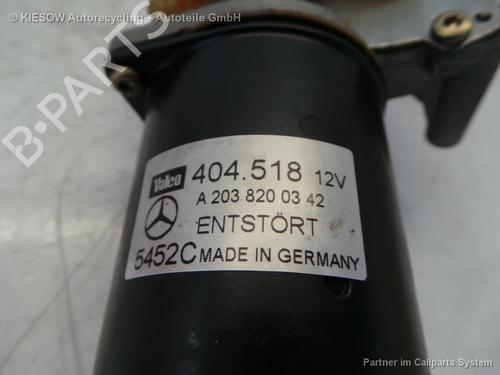 © KIESOW Autorecycling + Autoteile GmbH
B-PARTS
Valeo 404.518 12V
A 203 820 03 42
ENTSTÖRT
5452C MADE IN GERMANY
Partner im Callparts System